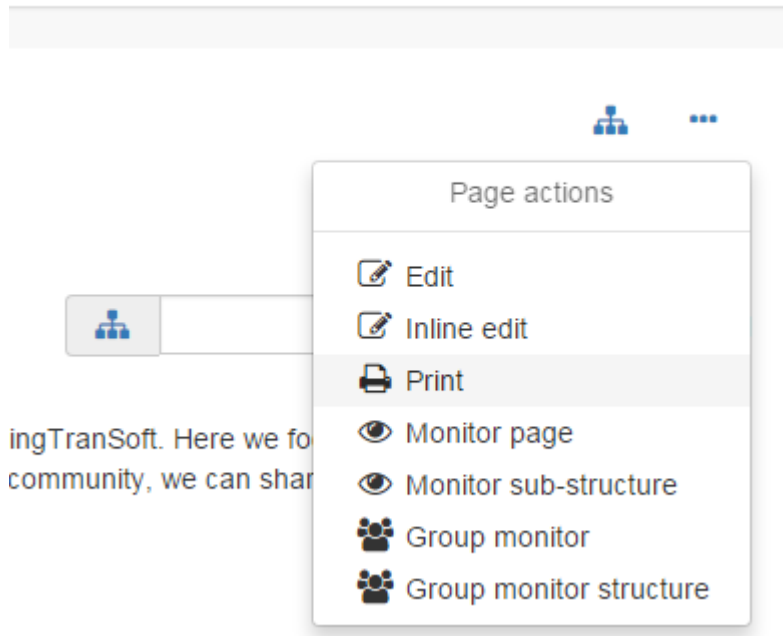 Page actions
Edit
Inline edit
Print
Monitor page
ingTranSoft. Here we fo
community, we can shar
Monitor sub-structure
Group monitor
Group monitor structure